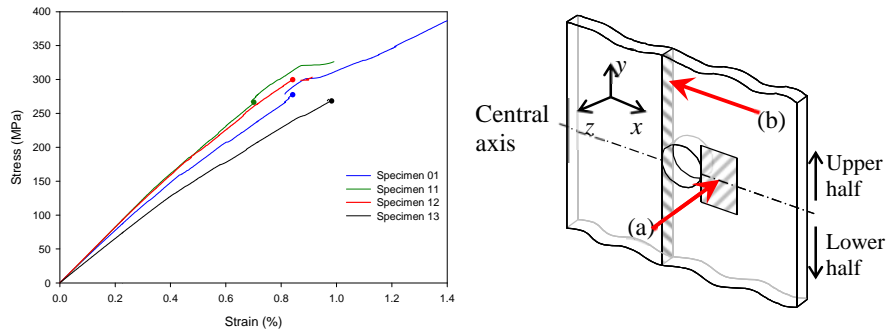 400
350
300
250
200
150
100
50
0
Stress (MPa)
0.0 0.2 0.4 0.6 0.8 1.0 1.2 1.4
Strain (%)
Specimen 01
Specimen 11
Specimen 12
Specimen 13
y
z
x
Central
axis
(b)
(a)
Upper
half
Lower
half